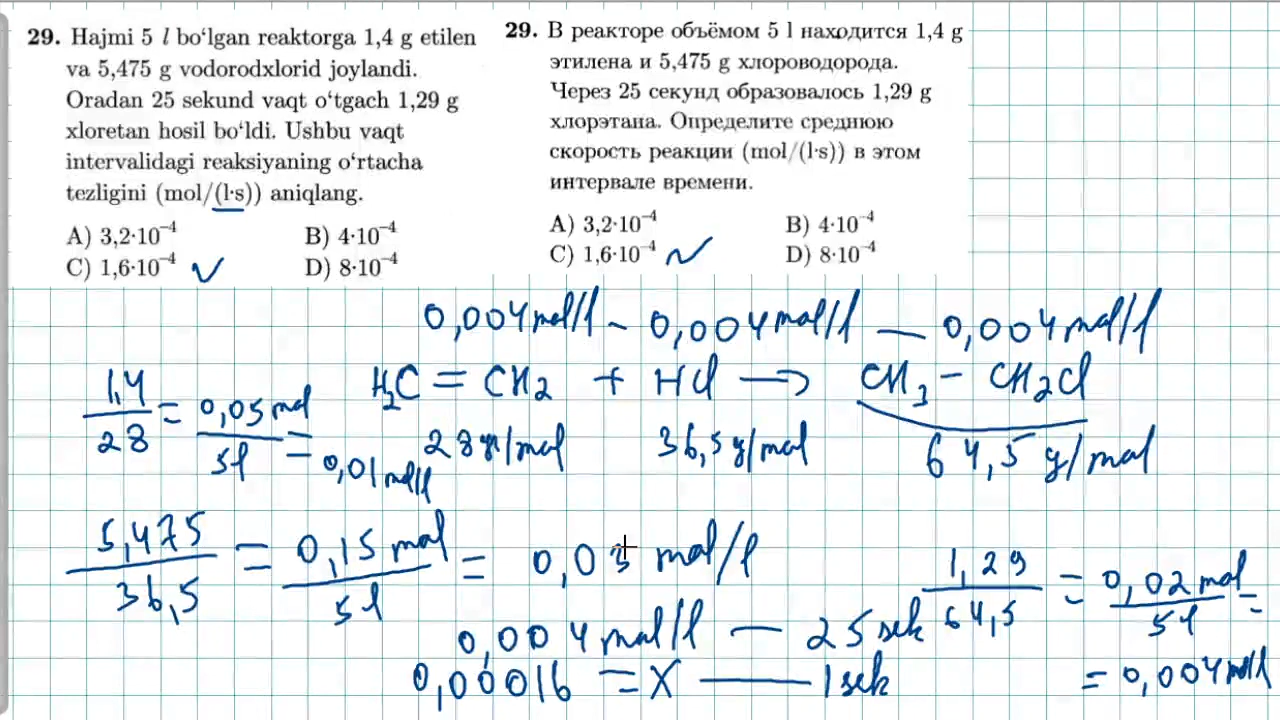 29. Hajmi 5 l bo‘lgan reaktorga 1,4 g etilen
va 5,475 g vodorodxlorid joylandi.
Oradan 25 sekund vaqt o‘tgach 1,29 g
xloretan hosil bo‘ldi. Ushbu vaqt
intervalidagi reaksiyaning o‘rtacha
tezligini (mol/(l·s)) aniqlang.
A) 3,2·10⁻⁴ B) 4·10⁻⁴
C) 1,6·10⁻⁴ ✓ D) 8·10⁻⁴
29. В реакторе объёмом 5 l находится 1,4 g
этилена и 5,475 g хлороводорода.
Через 25 секунд образовалось 1,29 g
хлорэтана. Определите среднюю
скорость реакции (mol/(l·s)) в этом
интервале времени.
A) 3,2·10⁻⁴ B) 4·10⁻⁴
C) 1,6·10⁻⁴ ✓ D) 8·10⁻⁴
0,004 mol/l – 0,004 mol/l — 0,004 mol/l
H₂C = CH₂ + HCl → CH₃ – CH₂Cl
28 g/mol 36,5 g/mol 64,5 g/mol
1,4/28 = 0,05 mol/5 l = 0,01 mol/l
5,475/36,5 = 0,15 mol/5 l = 0,03 mol/l
1,29/64,5 = 0,02 mol/5 l =
= 0,004 mol/l
0,004 mol/l — 25 sek
0,00016 = X — 1 sek